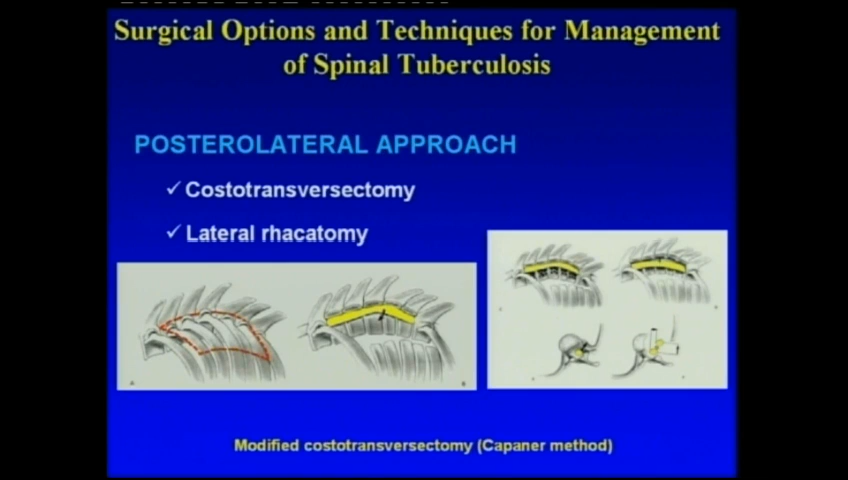 Surgical Options and Techniques for Management
of Spinal Tuberculosis
POSTEROLATERAL APPROACH
✓ Costotransversectomy
✓ Lateral rhacatomy
Modified costotransversectomy (Capaner method)